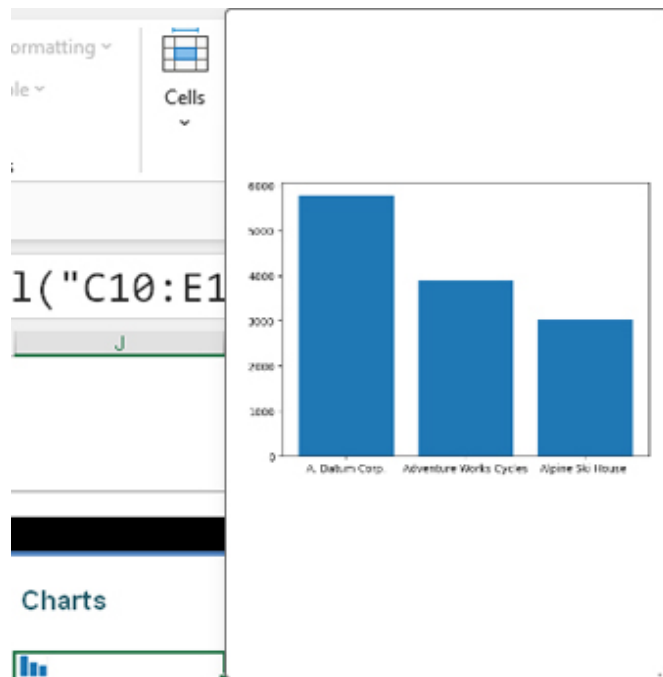 ormatting
le
Cells
l("C10:E1
J
6000
5000
4000
3000
2000
1000
0
A. Datum Corp. Adventure Works Cycles Alpine Ski House
Charts